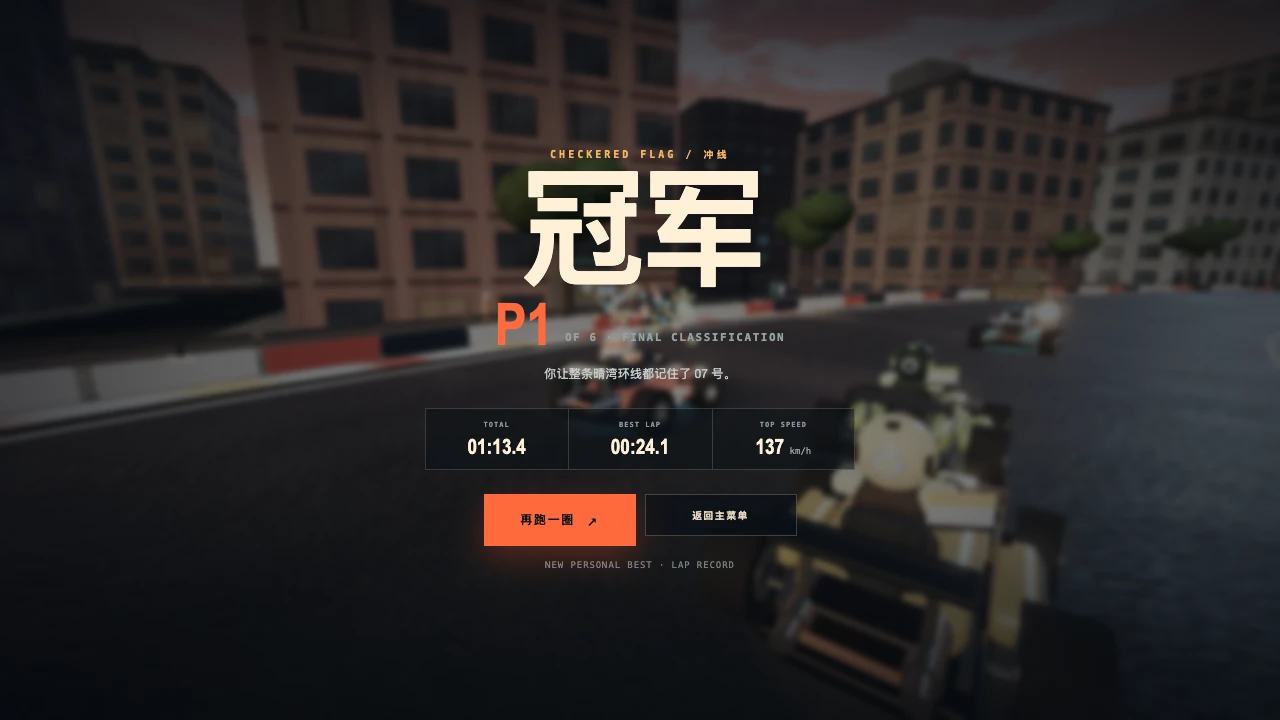 CHECKERED FLAG / 冲线
冠军
P1 OF 6 · FINAL CLASSIFICATION
你让整条晴湾环线都记住了 07 号。
TOTAL BEST LAP TOP SPEED
01:13.4 00:24.1 137 km/h
再跑一圈 ↗ 返回主菜单
NEW PERSONAL BEST · LAP RECORD